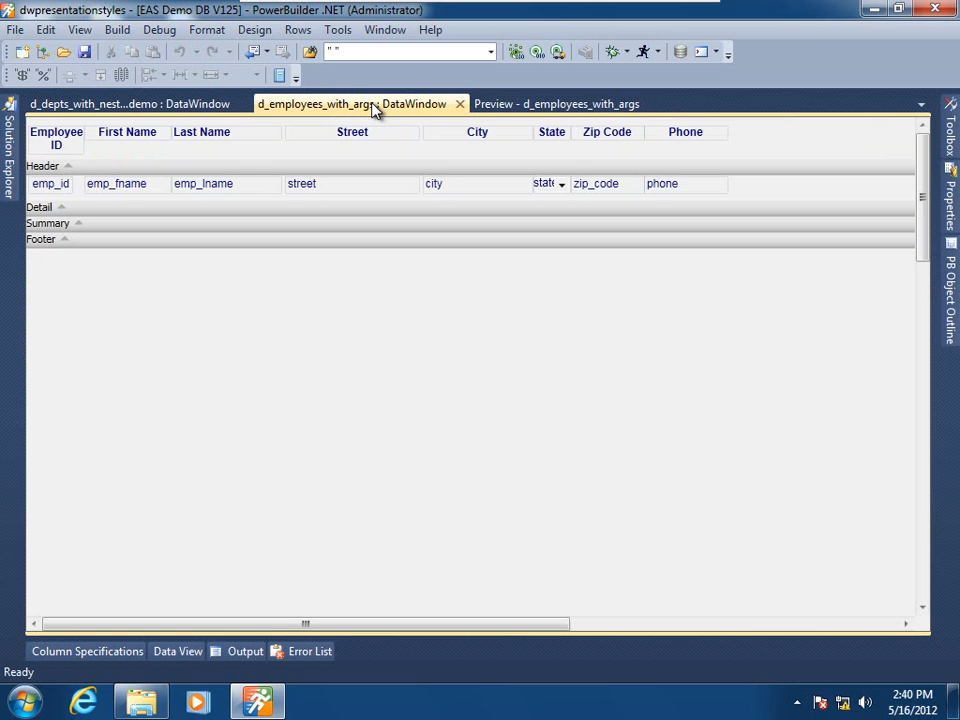 dwpresentationstyles - [EAS Demo DB V125] - PowerBuilder .NET (Administrator)
File Edit View Build Debug Format Design Rows Tools Window Help
" "
"$" "%
d_depts_with_nest...demo : DataWindow d_employees_with_args : DataWindow Preview - d_employees_with_args
Employee ID First Name Last Name Street City State Zip Code Phone
Header
emp_id emp_fname emp_lname street city state zip_code phone
Detail
Summary
Footer
Solution Explorer
Toolbox
Properties
PB Object Outline
Column Specifications Data View Output Error List
Ready
2:40 PM
5/16/2012